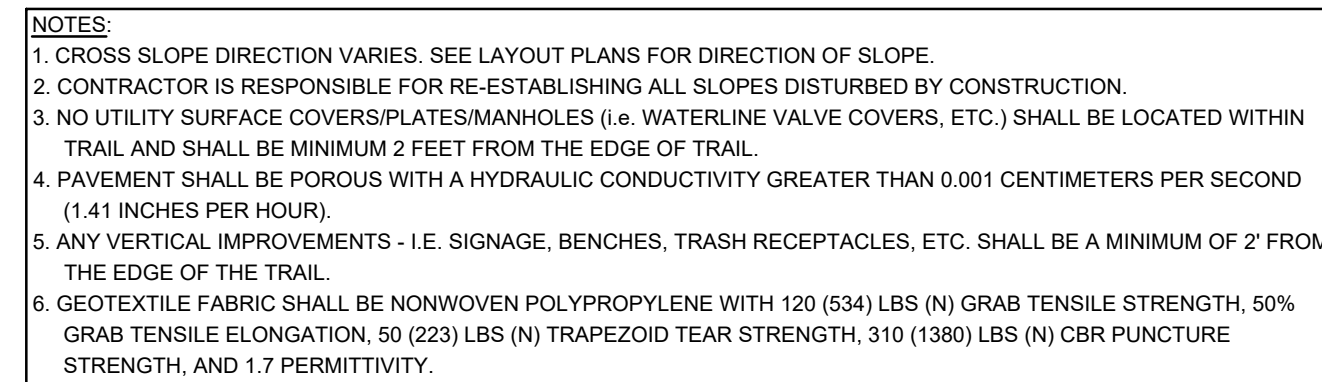 NOTES:
1. CROSS SLOPE DIRECTION VARIES. SEE LAYOUT PLANS FOR DIRECTION OF SLOPE.
2. CONTRACTOR IS RESPONSIBLE FOR RE-ESTABLISHING ALL SLOPES DISTURBED BY CONSTRUCTION.
3. NO UTILITY SURFACE COVERS/PLATES/MANHOLES (i.e. WATERLINE VALVE COVERS, ETC.) SHALL BE LOCATED WITHIN
TRAIL AND SHALL BE MINIMUM 2 FEET FROM THE EDGE OF TRAIL.
4. PAVEMENT SHALL BE POROUS WITH A HYDRAULIC CONDUCTIVITY GREATER THAN 0.001 CENTIMETERS PER SECOND
(1.41 INCHES PER HOUR).
5. ANY VERTICAL IMPROVEMENTS - I.E. SIGNAGE, BENCHES, TRASH RECEPTACLES, ETC. SHALL BE A MINIMUM OF 2' FROM
THE EDGE OF THE TRAIL.
6. GEOTEXTILE FABRIC SHALL BE NONWOVEN POLYPROPYLENE WITH 120 (534) LBS (N) GRAB TENSILE STRENGTH, 50%
GRAB TENSILE ELONGATION, 50 (223) LBS (N) TRAPEZOID TEAR STRENGTH, 310 (1380) LBS (N) CBR PUNCTURE
STRENGTH, AND 1.7 PERMITTIVITY.